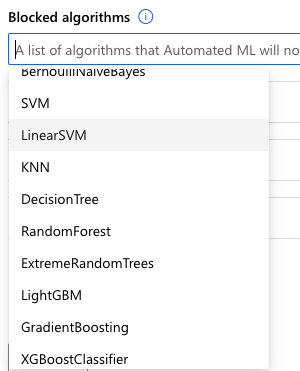 Blocked algorithms
A list of algorithms that Automated ML will no
BernoulliNaiveBayes
SVM
LinearSVM
KNN
DecisionTree
RandomForest
ExtremeRandomTrees
LightGBM
GradientBoosting
XGBoostClassifier